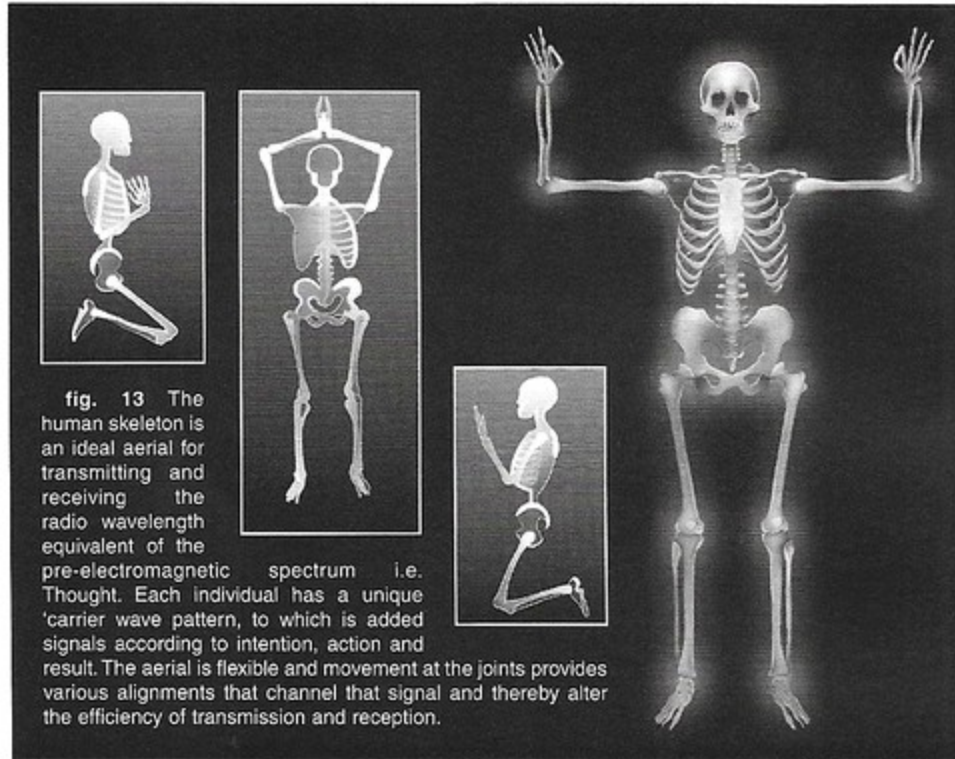 fig. 13 The
human skeleton is
an ideal aerial for
transmitting and
receiving the
radio wavelength
equivalent of the
pre-electromagnetic spectrum i.e.
Thought. Each individual has a unique
'carrier wave pattern, to which is added
signals according to intention, action and
result. The aerial is flexible and movement at the joints provides
various alignments that channel that signal and thereby alter
the efficiency of transmission and reception.